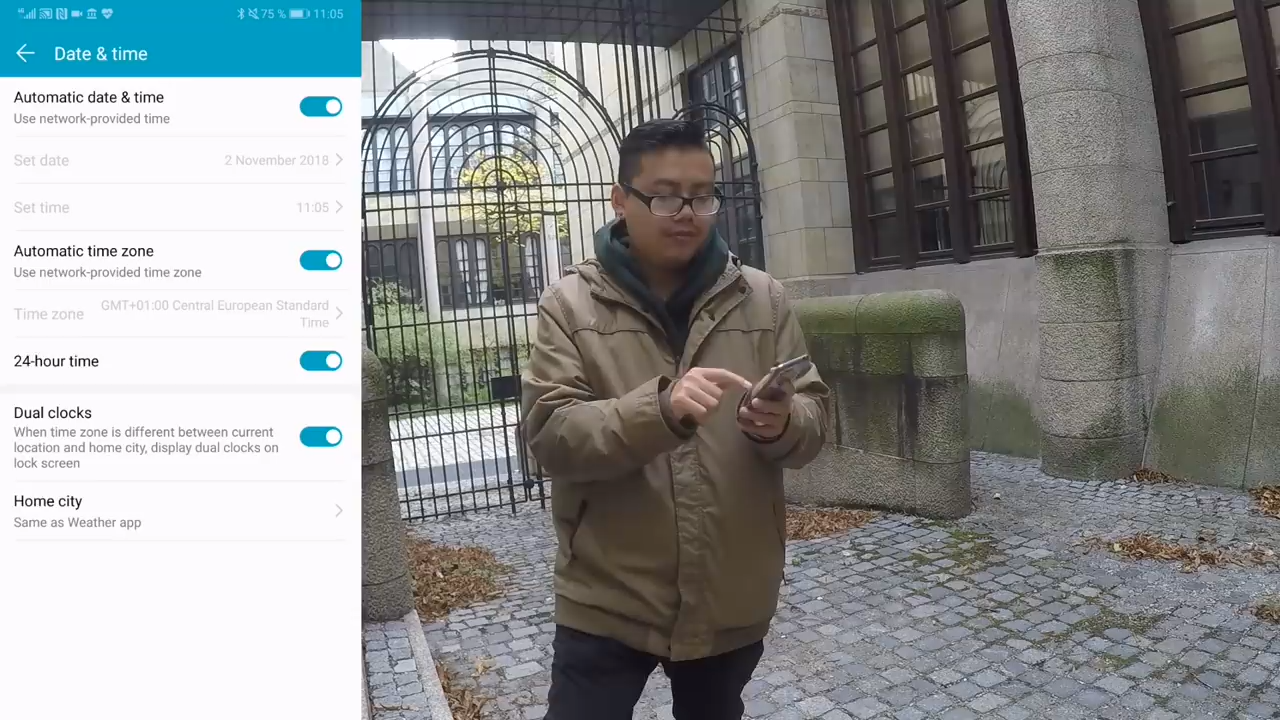 75 % 11:05
Date & time
Automatic date & time
Use network-provided time
Set date 2 November 2018
Set time 11:05
Automatic time zone
Use network-provided time zone
Time zone GMT+01:00 Central European Standard
Time
24-hour time
Dual clocks
When time zone is different between current
location and home city, display dual clocks on
lock screen
Home city
Same as Weather app